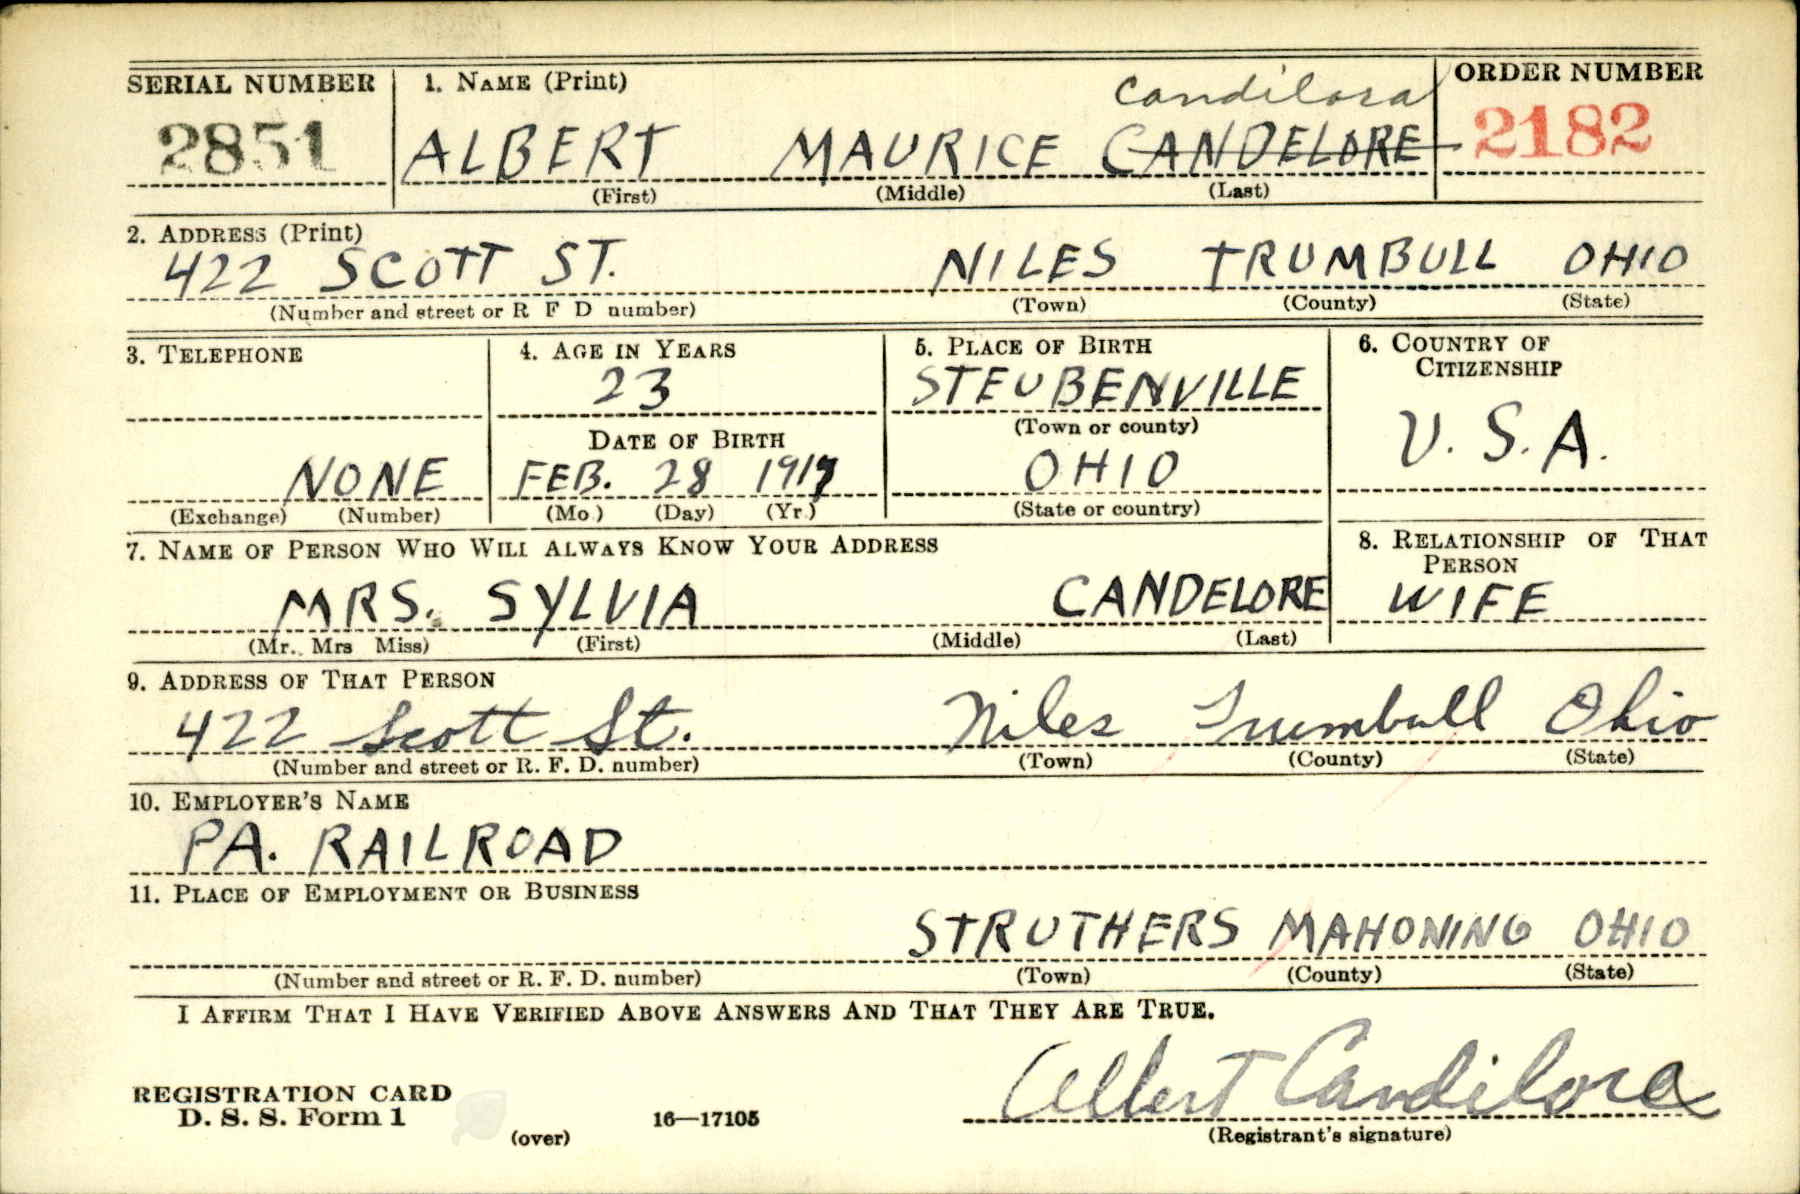 SERIAL NUMBER
1. NAME (Print)
ORDER NUMBER
Candilora
2851
ALBERT MAURICE CANDELORE
2182
(First) (Middle) (Last)
2. ADDRESS (Print)
422 SCOTT ST. NILES TRUMBULL OHIO
(Number and street or R F D number) (Town) (County) (State)
3. TELEPHONE
4. AGE IN YEARS
5. PLACE OF BIRTH
6. COUNTRY OF CITIZENSHIP
23
STEUBENVILLE
(Town or county)
U. S. A.
DATE OF BIRTH
NONE
FEB. 28 1917
OHIO
(Exchange) (Number)
(Mo) (Day) (Yr)
(State or country)
7. NAME OF PERSON WHO WILL ALWAYS KNOW YOUR ADDRESS
8. RELATIONSHIP OF THAT PERSON
MRS. SYLVIA CANDELORE
WIFE
(Mr. Mrs Miss) (First) (Middle) (Last)
9. ADDRESS OF THAT PERSON
422 Scott St. Niles Trumbull Ohio
(Number and street or R. F. D. number) (Town) (County) (State)
10. EMPLOYER'S NAME
PA. RAILROAD
11. PLACE OF EMPLOYMENT OR BUSINESS
STRUTHERS MAHONING OHIO
(Number and street or R. F. D. number) (Town) (County) (State)
I AFFIRM THAT I HAVE VERIFIED ABOVE ANSWERS AND THAT THEY ARE TRUE.
Albert Candilora
REGISTRATION CARD
D. S. S. Form 1
(over)
16—17105
(Registrant's signature)